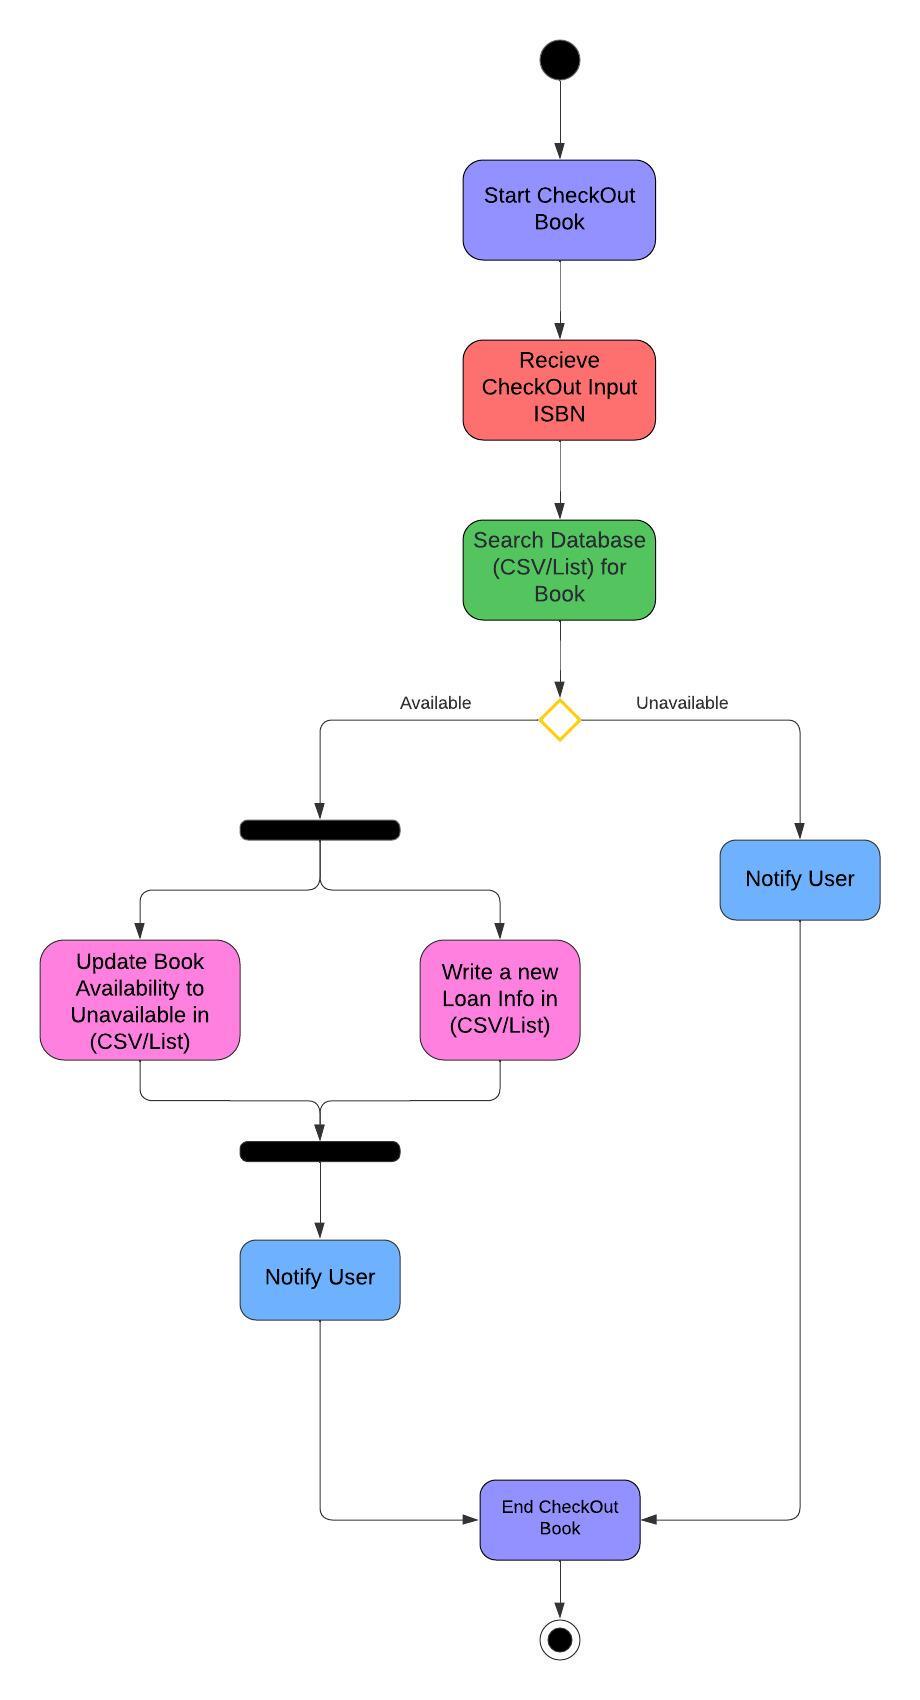 Start CheckOut
Book
Recieve
CheckOut Input
ISBN
Search Database
(CSV/List) for
Book
Available
Unavailable
Notify User
Update Book
Availability to
Unavailable in
(CSV/List)
Write a new
Loan Info in
(CSV/List)
Notify User
End CheckOut
Book